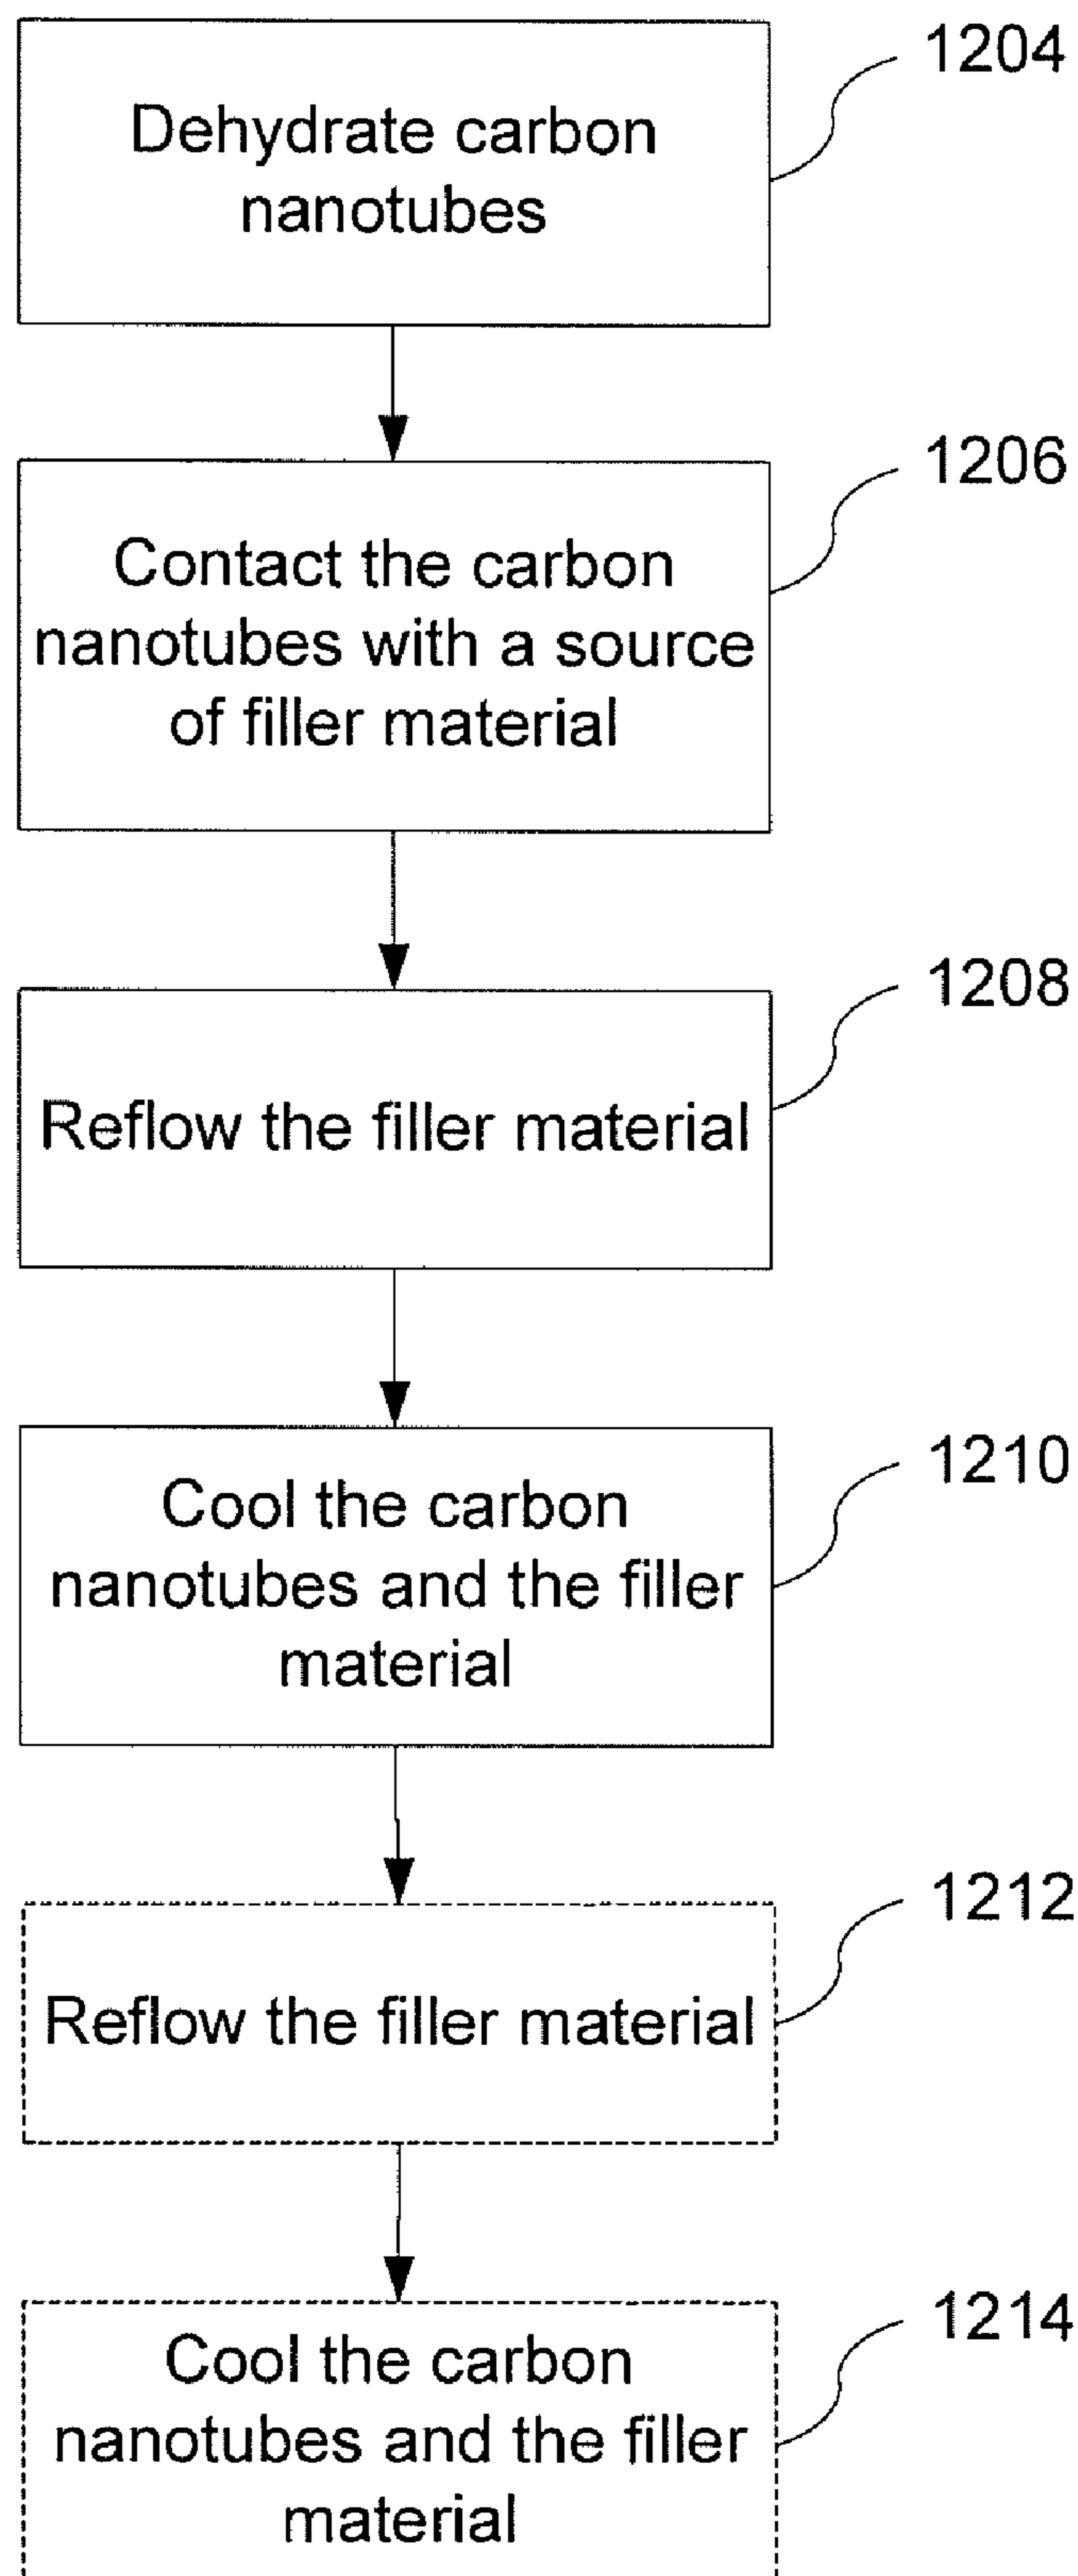 1204
Dehydrate carbon
nanotubes
1206
Contact the carbon
nanotubes with a source
of filler material
1208
Reflow the filler material
1210
Cool the carbon
nanotubes and the filler
material
1212
Reflow the filler material
1214
Cool the carbon
nanotubes and the filler
material